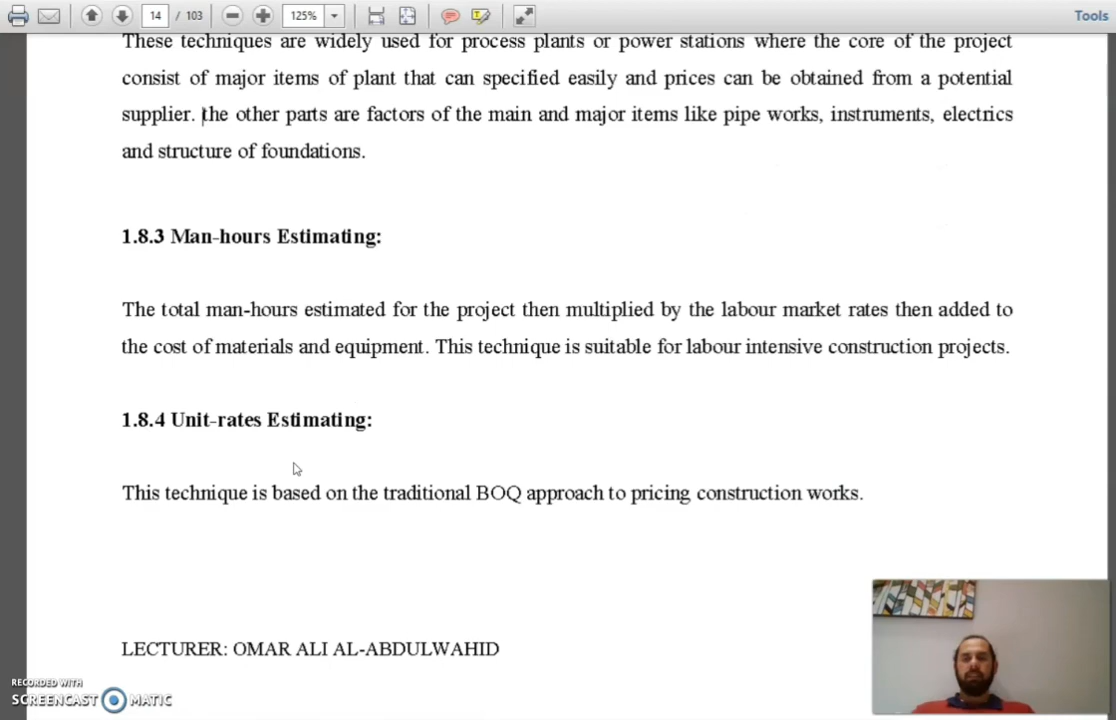 14 / 103 125% Tools
These techniques are widely used for process plants or power stations where the core of the project
consist of major items of plant that can specified easily and prices can be obtained from a potential
supplier. the other parts are factors of the main and major items like pipe works, instruments, electrics
and structure of foundations.
1.8.3 Man-hours Estimating:
The total man-hours estimated for the project then multiplied by the labour market rates then added to
the cost of materials and equipment. This technique is suitable for labour intensive construction projects.
1.8.4 Unit-rates Estimating:
This technique is based on the traditional BOQ approach to pricing construction works.
LECTURER: OMAR ALI AL-ABDULWAHID
RECORDED WITH
SCREENCAST MATIC